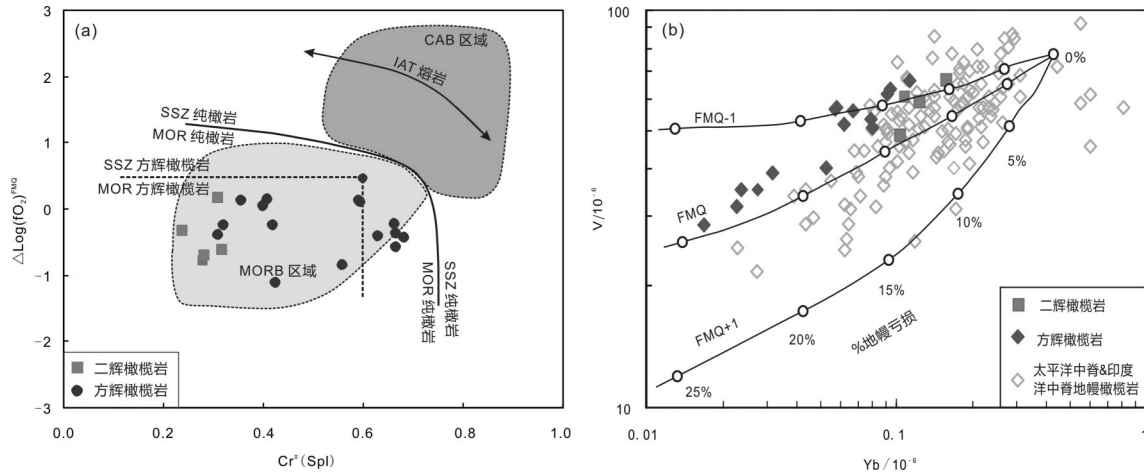 (a)
CAB 区域
IAT 熔岩
SSZ 纯橄岩
MOR 纯橄岩
SSZ 方辉橄榄岩
MOR 方辉橄榄岩
MORB 区域
SSZ 纯橄岩
MOR 纯橄岩
二辉橄榄岩
方辉橄榄岩
3
2
1
0
−1
−2
−3
△Log(fO₂)ᶠᴹQ
0.0
0.2
0.4
0.6
0.8
1.0
Cr#(Spl)
(b)
100
10
V/10⁻⁶
FMQ-1
FMQ
FMQ+1
0%
5%
10%
15%
20%
25%
%地幔亏损
二辉橄榄岩
方辉橄榄岩
太平洋中脊&印度
洋中脊地幔橄榄岩
0.01
0.1
1
Yb/10⁻⁶